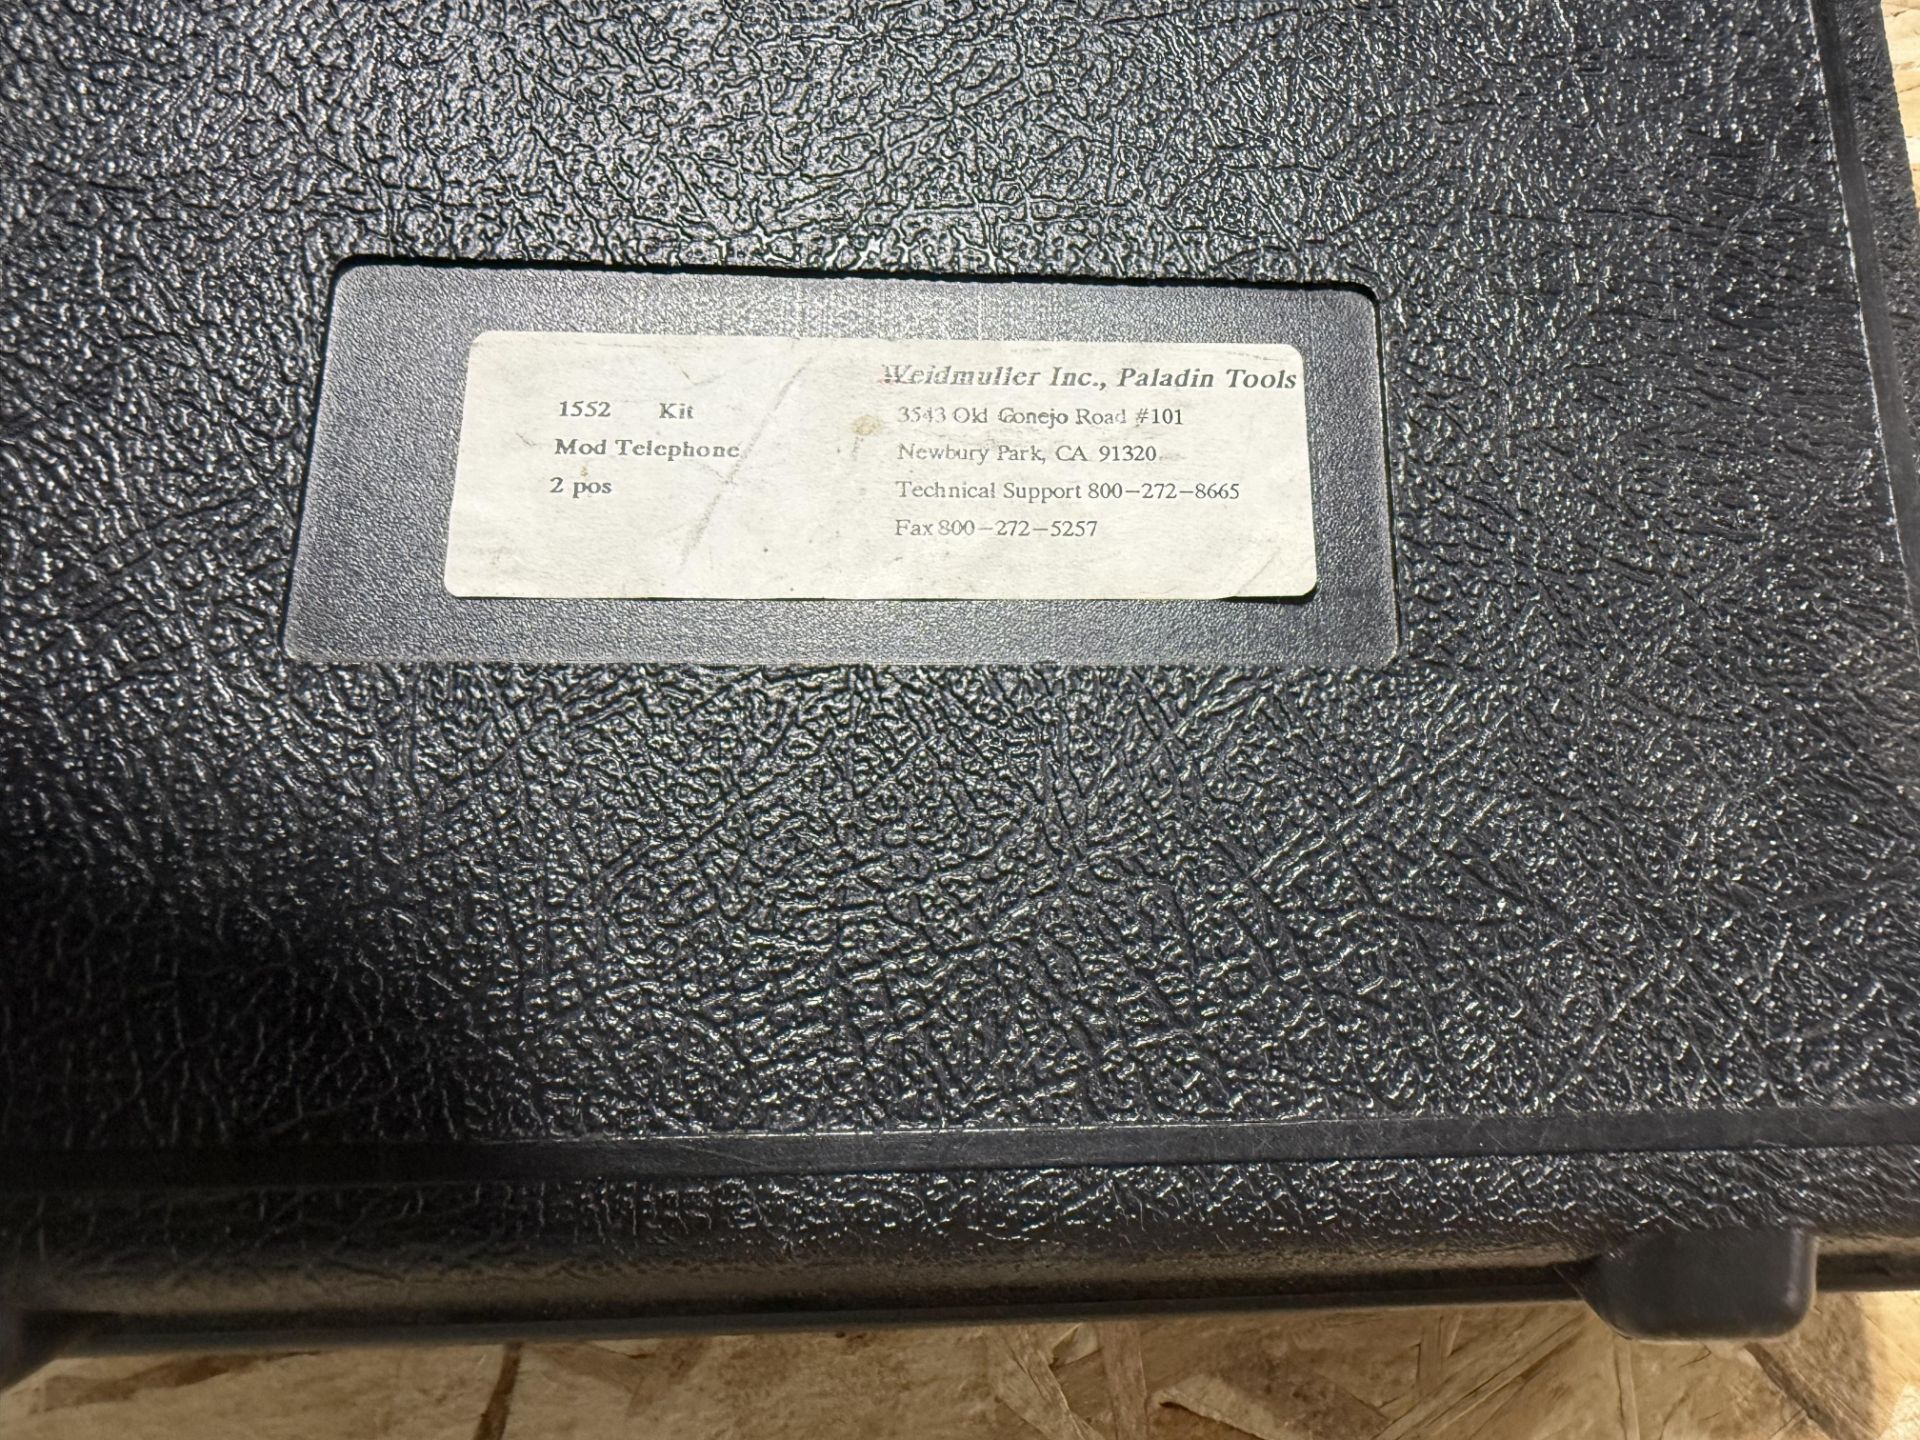 1552 Kit
Mod Telephone
2 pos
Weidmuller Inc., Paladin Tools
3543 Old Conejo Road #101
Newbury Park, CA 91320
Technical Support 800-272-8665
Fax 800-272-5257